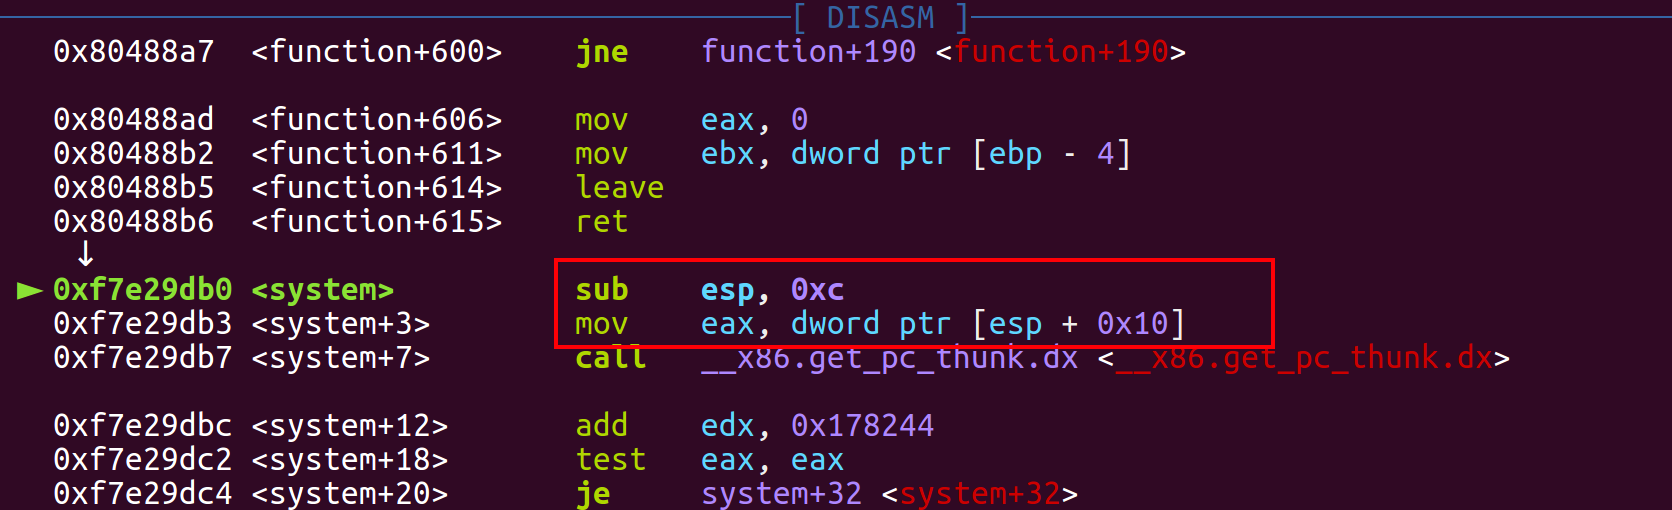 [ DISASM ]
0x80488a7 <function+600> jne function+190 <function+190>
0x80488ad <function+606> mov eax, 0
0x80488b2 <function+611> mov ebx, dword ptr [ebp - 4]
0x80488b5 <function+614> leave
0x80488b6 <function+615> ret
↓
► 0xf7e29db0 <system> sub esp, 0xc
0xf7e29db3 <system+3> mov eax, dword ptr [esp + 0x10]
0xf7e29db7 <system+7> call __x86.get_pc_thunk.dx <__x86.get_pc_thunk.dx>
0xf7e29dbc <system+12> add edx, 0x178244
0xf7e29dc2 <system+18> test eax, eax
0xf7e29dc4 <system+20> je system+32 <system+32>